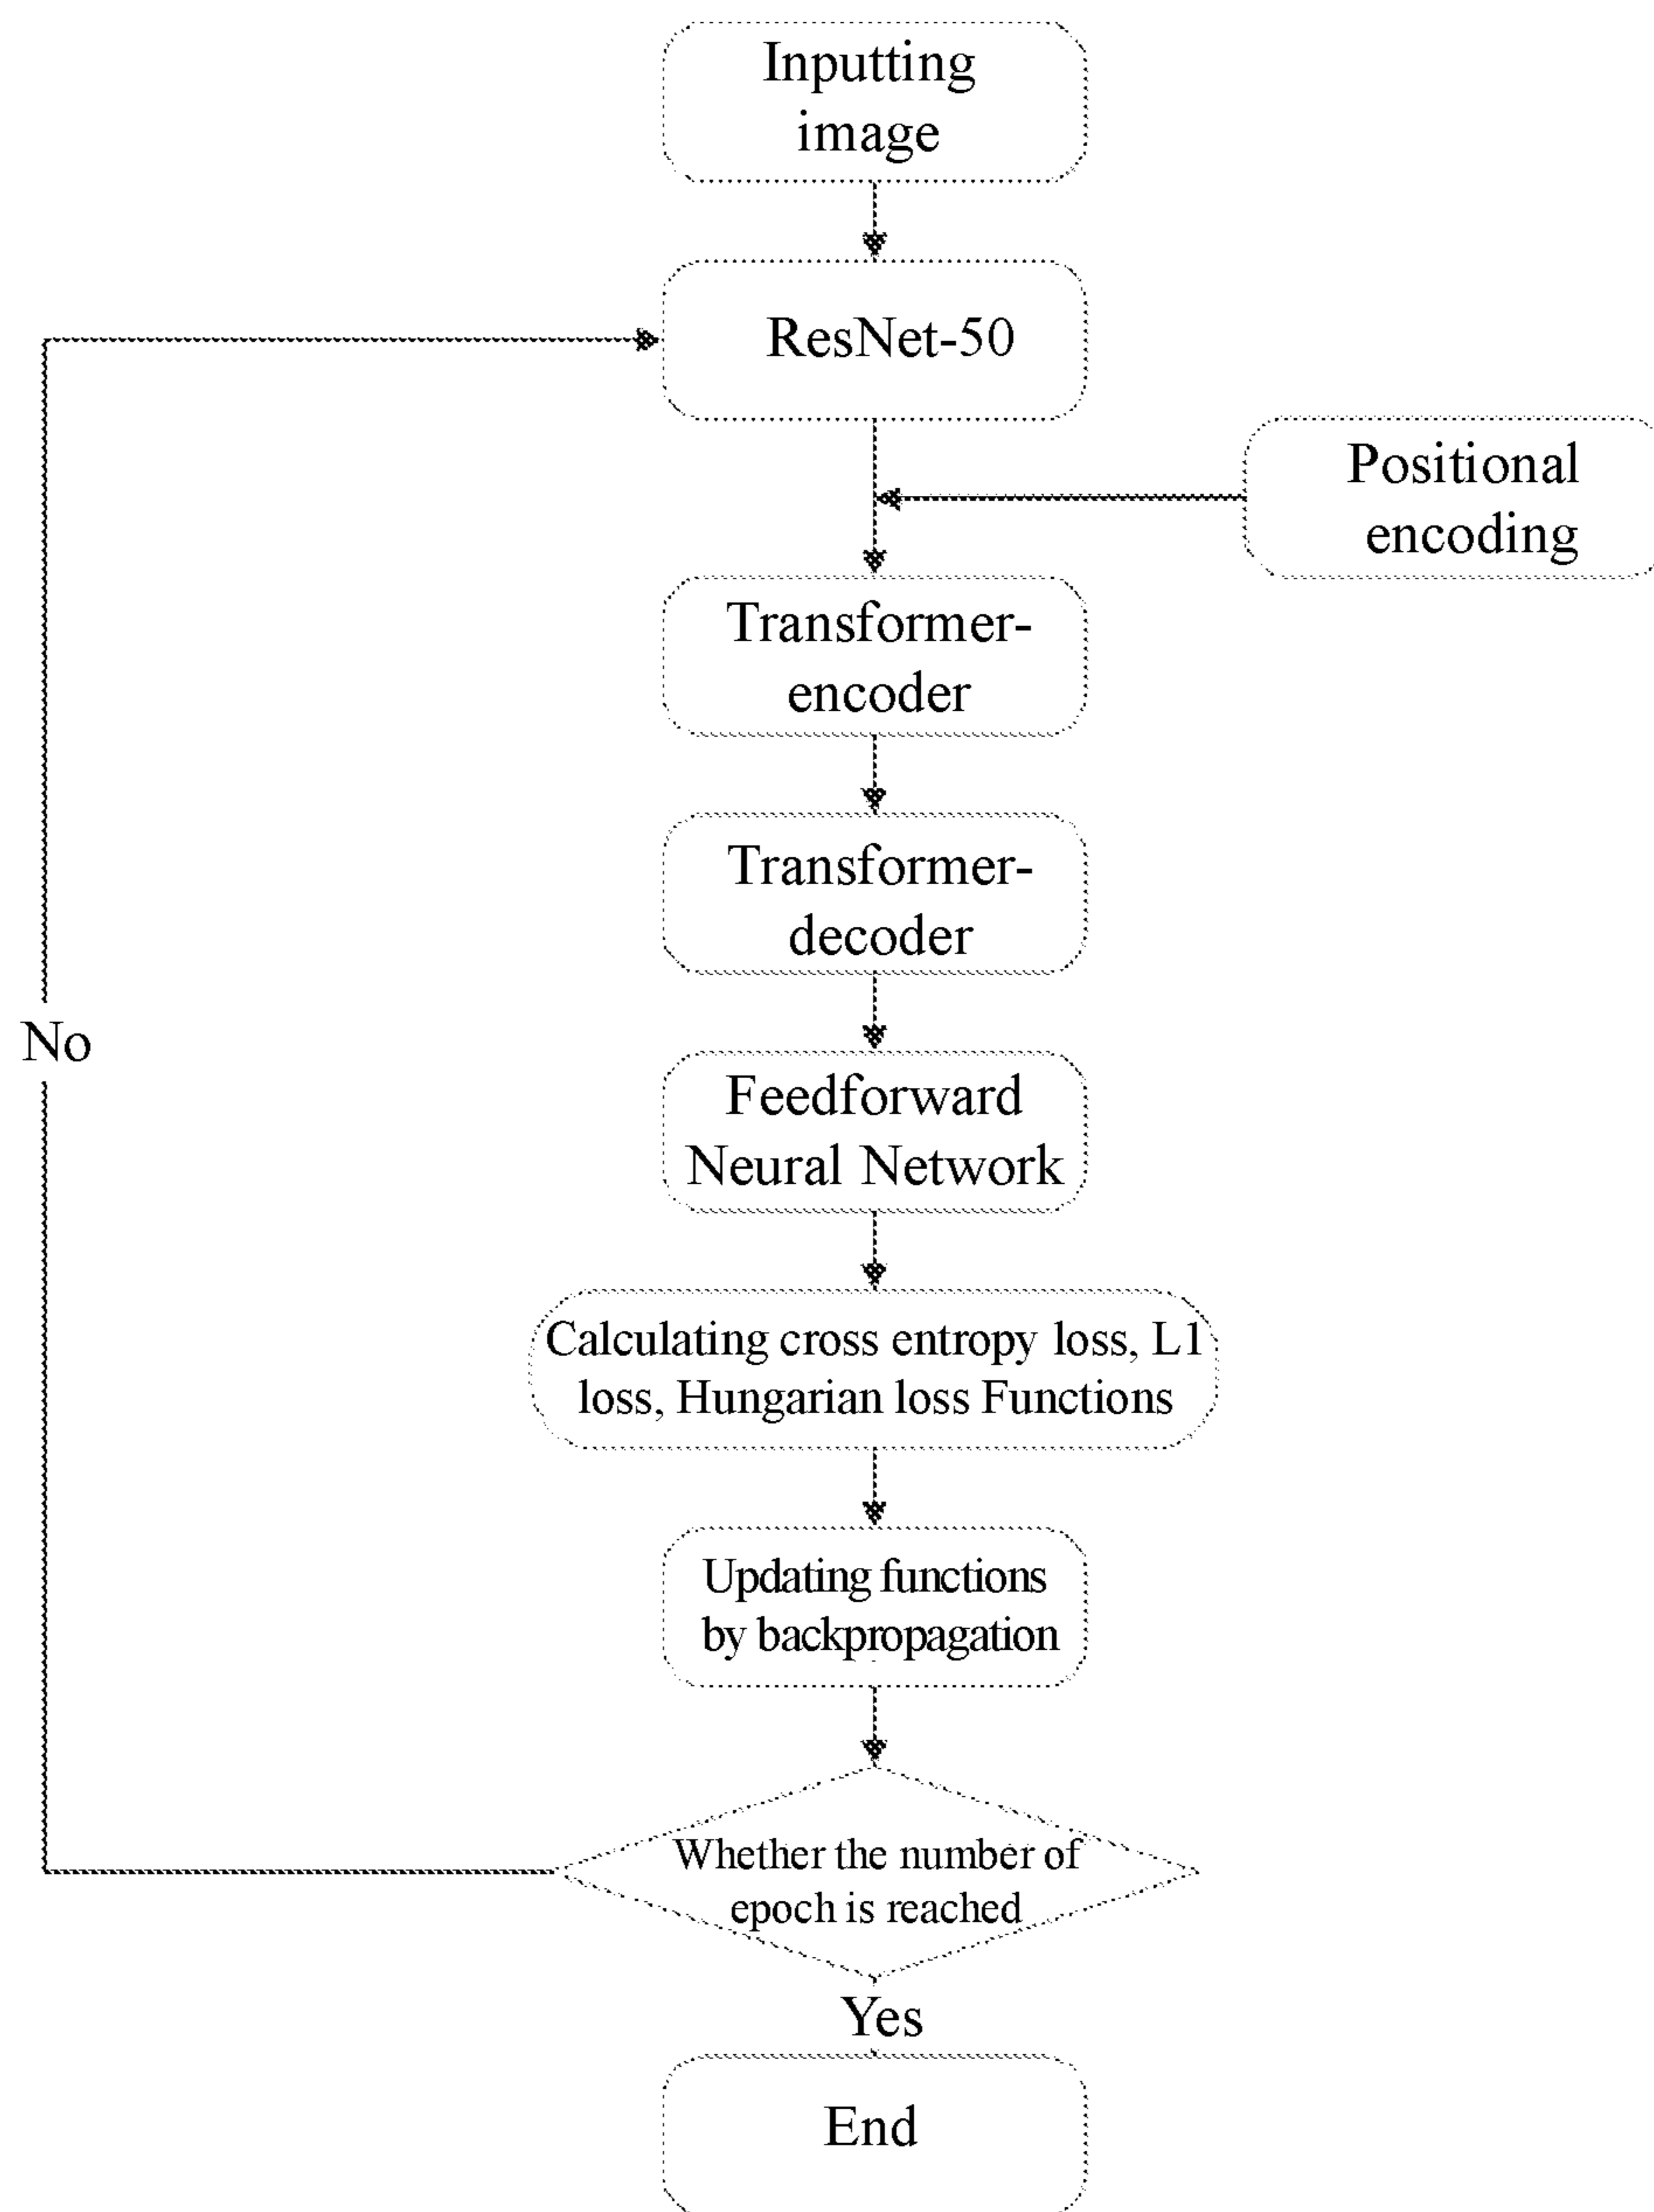 Inputting
image
ResNet-50
Positional
encoding
Transformer-
encoder
Transformer-
decoder
Feedforward
Neural Network
No
Calculating cross entropy loss, L1
loss, Hungarian loss Functions
Updating functions
by backpropagation
Whether the number of
epoch is reached
Yes
End